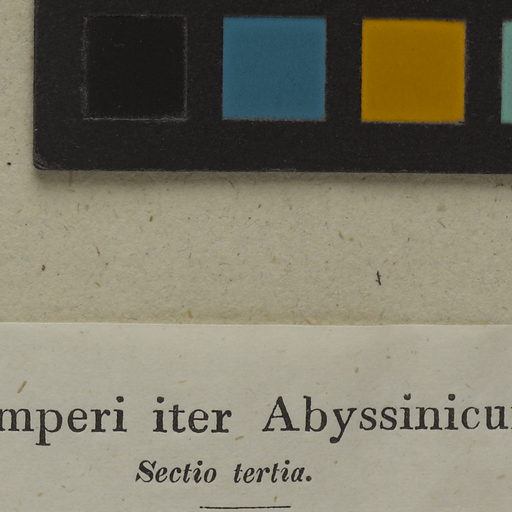 mperi iter Abyssinicu
Sectio tertia.